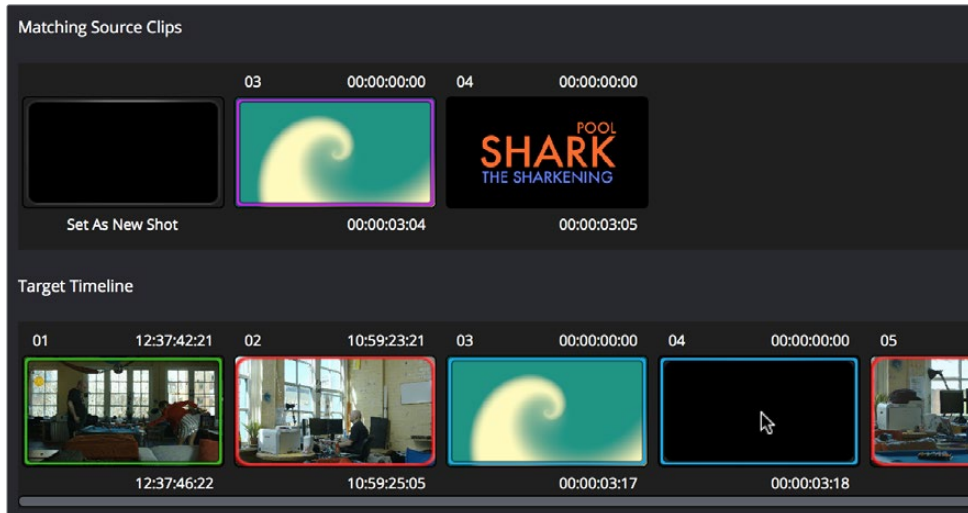 Matching Source Clips
03 00:00:00:00 04 00:00:00:00
POOL
SHARK
THE SHARKENING
Set As New Shot 00:00:03:04 00:00:03:05
Target Timeline
01 12:37:42:21 02 10:59:23:21 03 00:00:00:00 04 00:00:00:00 05
12:37:46:22 10:59:25:05 00:00:03:17 00:00:03:18